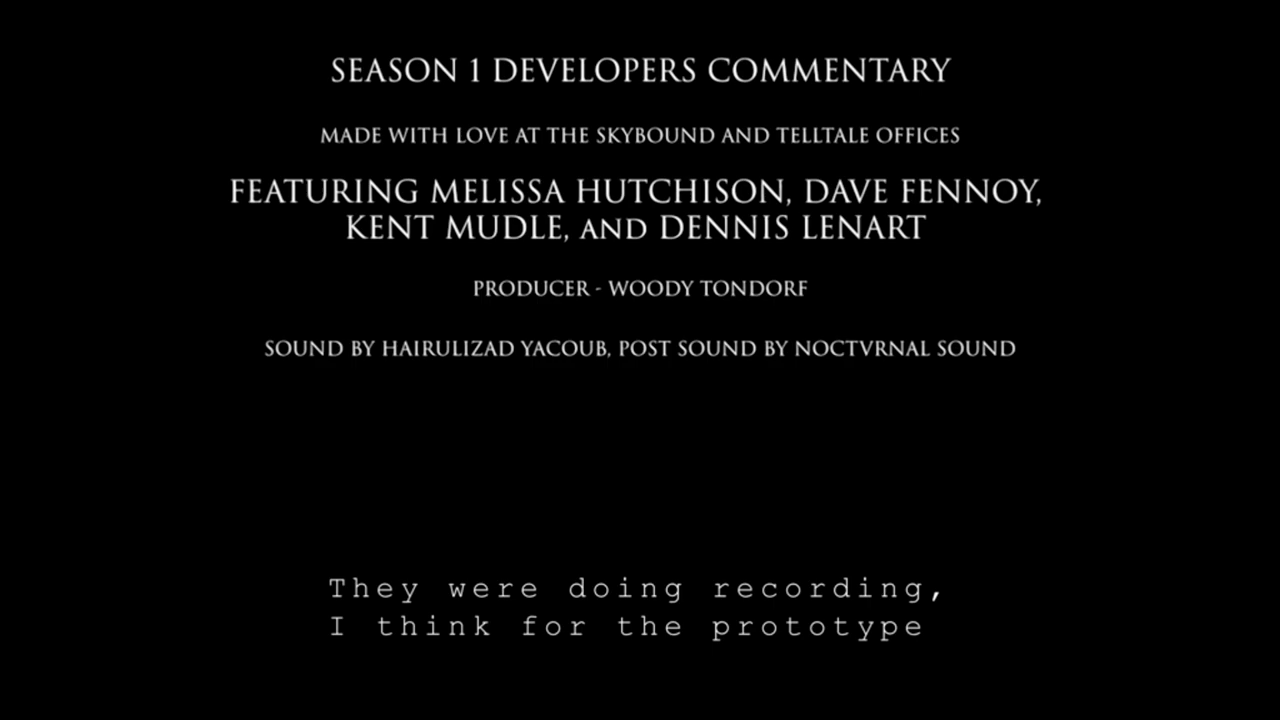 SEASON 1 DEVELOPERS COMMENTARY
MADE WITH LOVE AT THE SKYBOUND AND TELLTALE OFFICES
FEATURING MELISSA HUTCHISON, DAVE FENNOY,
KENT MUDLE, AND DENNIS LENART
PRODUCER - WOODY TONDORF
SOUND BY HAIRULIZAD YACOUB, POST SOUND BY NOCTVRNAL SOUND
They were doing recording,
I think for the prototype